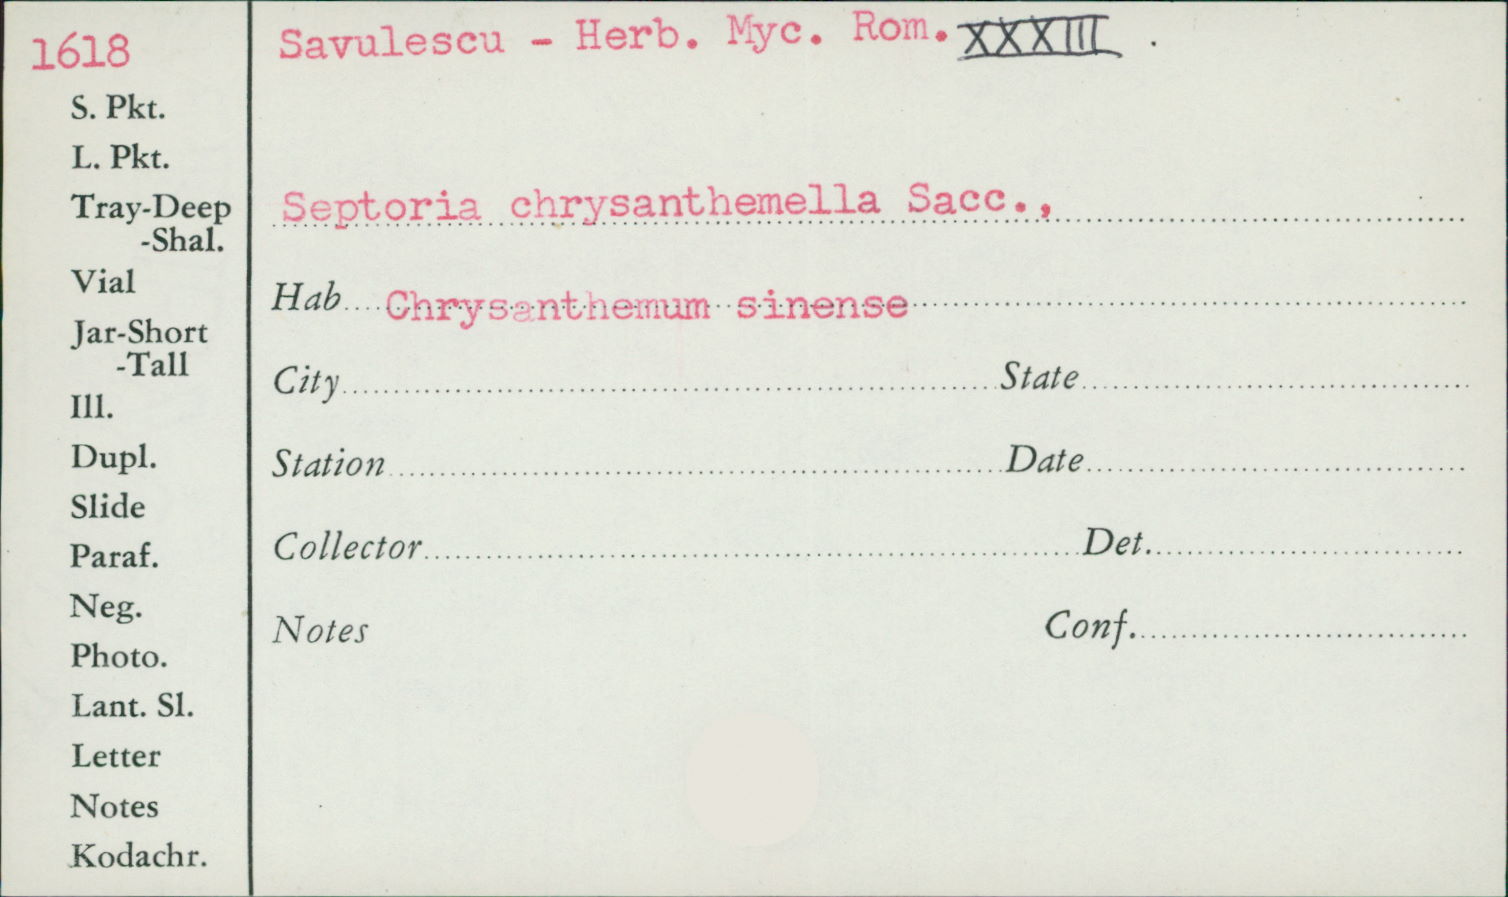 1618
Savulescu - Herb. Myc. Rom. XXXIII .
S. Pkt.
L. Pkt.
Tray-Deep
-Shal.
Vial
Jar-Short
-Tall
Ill.
Dupl.
Slide
Paraf.
Neg.
Photo.
Lant. Sl.
Letter
Notes
Kodachr.
Septoria chrysanthemella Sacc.,
Hab Chrysanthemum sinense
City State
Station Date
Collector Det.
Notes Conf.